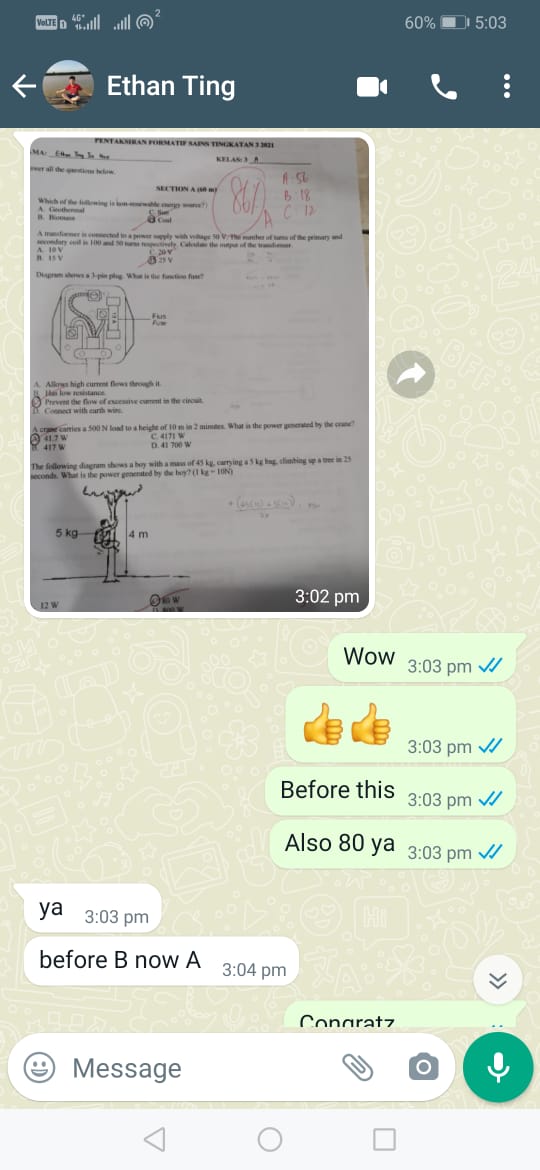 VoLTE 4G+ 2 60% 5:03
Ethan Ting
PENTAKSIRAN FORMATIF SAINS TINGKATAN 3 2021
KELAS: 3 A
all the questions below.
SECTION A (60 m)
86%
A
A 56
B 18
C 12
Which of the following is non-renewable energy source?
A. Geothermal
C. Sun
B. Biomass
D Coal
A transformer is connected to a power supply with voltage 50 V. The number of turns of the primary and
secondary coil is 100 and 50 turns respectively. Calculate the output of the transformer.
A. 10 V
C. 20 V
B. 15 V
D 25 V
Diagram shows a 3-pin plug. What is the function fuse?
Fius
Fuse
A. Allows high current flows through it.
B. Has low resistance.
C Prevent the flow of excessive current in the circuit.
D. Connect with earth wire.
A crane carries a 500 N load to a height of 10 m in 2 minutes. What is the power generated by the crane?
A 41.7 W
C. 4171 W
B. 417 W
D. 41 700 W
The following diagram shows a boy with a mass of 45 kg, carrying a 5 kg bag, climbing up a tree in 25
seconds. What is the power generated by the boy? (1 kg = 10N)
5 kg
4 m
12 W
80 W
3:02 pm
Wow 3:03 pm
👍👍 3:03 pm
Before this 3:03 pm
Also 80 ya 3:03 pm
ya 3:03 pm
before B now A 3:04 pm
Congratz
Message